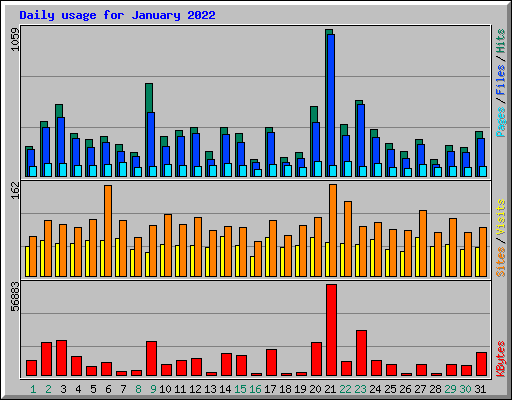 Daily usage for January 2022
1059
Pages / Files / Hits
162
Sites / Visits
56883
KBytes
1 2 3 4 5 6 7 8 9 10 11 12 13 14 15 16 17 18 19 20 21 22 23 24 25 26 27 28 29 30 31